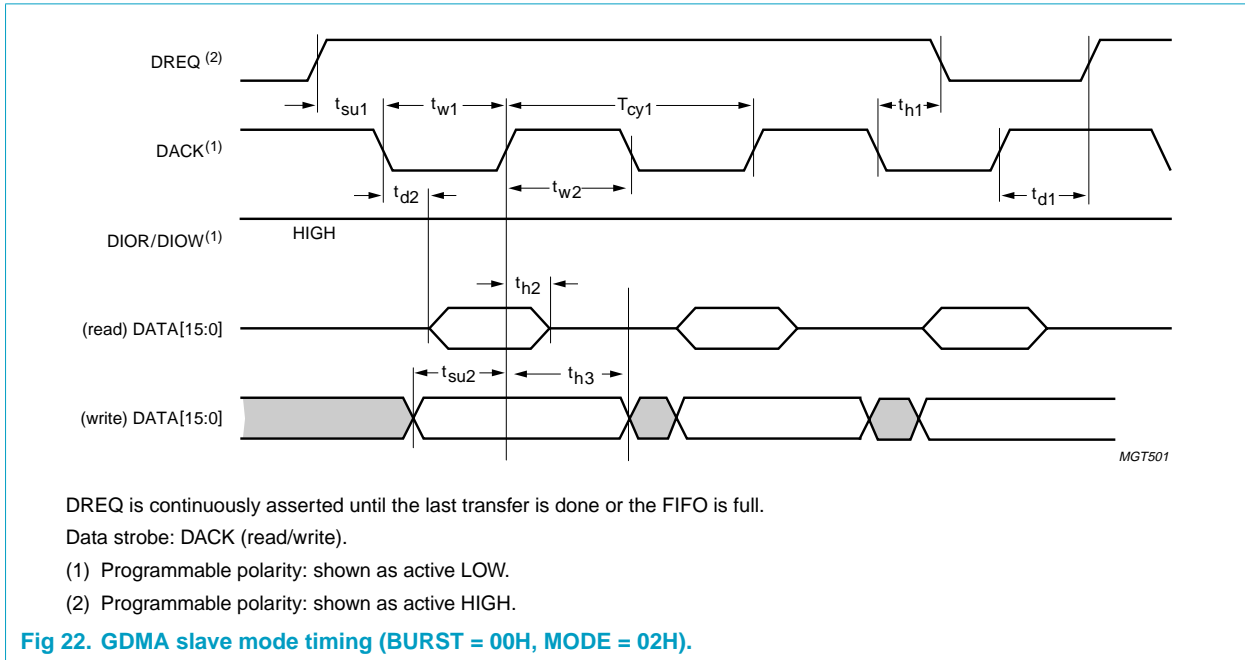 DREQ (2)
tsu1
tw1
Tcy1
th1
DACK(1)
td2
tw2
td1
DIOR/DIOW(1)
HIGH
th2
(read) DATA[15:0]
tsu2
th3
(write) DATA[15:0]
MGT501
DREQ is continuously asserted until the last transfer is done or the FIFO is full.
Data strobe: DACK (read/write).
(1) Programmable polarity: shown as active LOW.
(2) Programmable polarity: shown as active HIGH.
Fig 22. GDMA slave mode timing (BURST = 00H, MODE = 02H).